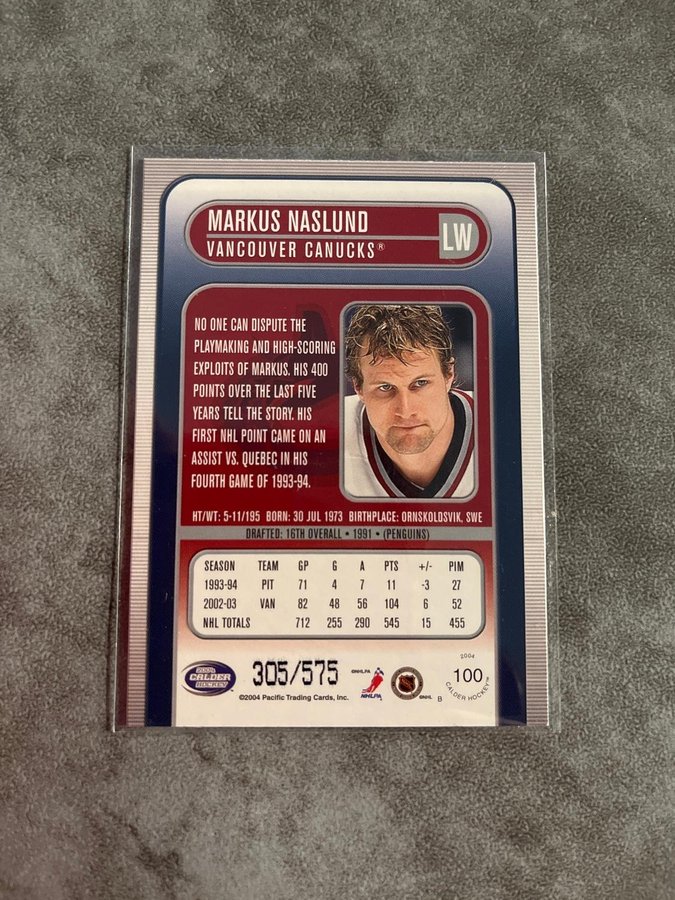 MARKUS NASLUND
VANCOUVER CANUCKS®
LW
NO ONE CAN DISPUTE THE
PLAYMAKING AND HIGH-SCORING
EXPLOITS OF MARKUS. HIS 400
POINTS OVER THE LAST FIVE
YEARS TELL THE STORY. HIS
FIRST NHL POINT CAME ON AN
ASSIST VS. QUEBEC IN HIS
FOURTH GAME OF 1993-94.
HT/WT: 5-11/195 BORN: 30 JUL 1973 BIRTHPLACE: ORNSKOLDSVIK, SWE
DRAFTED: 16TH OVERALL • 1991 • (PENGUINS)
SEASON TEAM GP G A PTS +/- PIM
1993-94 PIT 71 4 7 11 -3 27
2002-03 VAN 82 48 56 104 6 52
NHL TOTALS 712 255 290 545 15 455
2004
CALDER
HOCKEY
305/575
©2004 Pacific Trading Cards, Inc.
©NHLPA
NHLPA
©NHL
B
2004
100
CALDER HOCKEY™